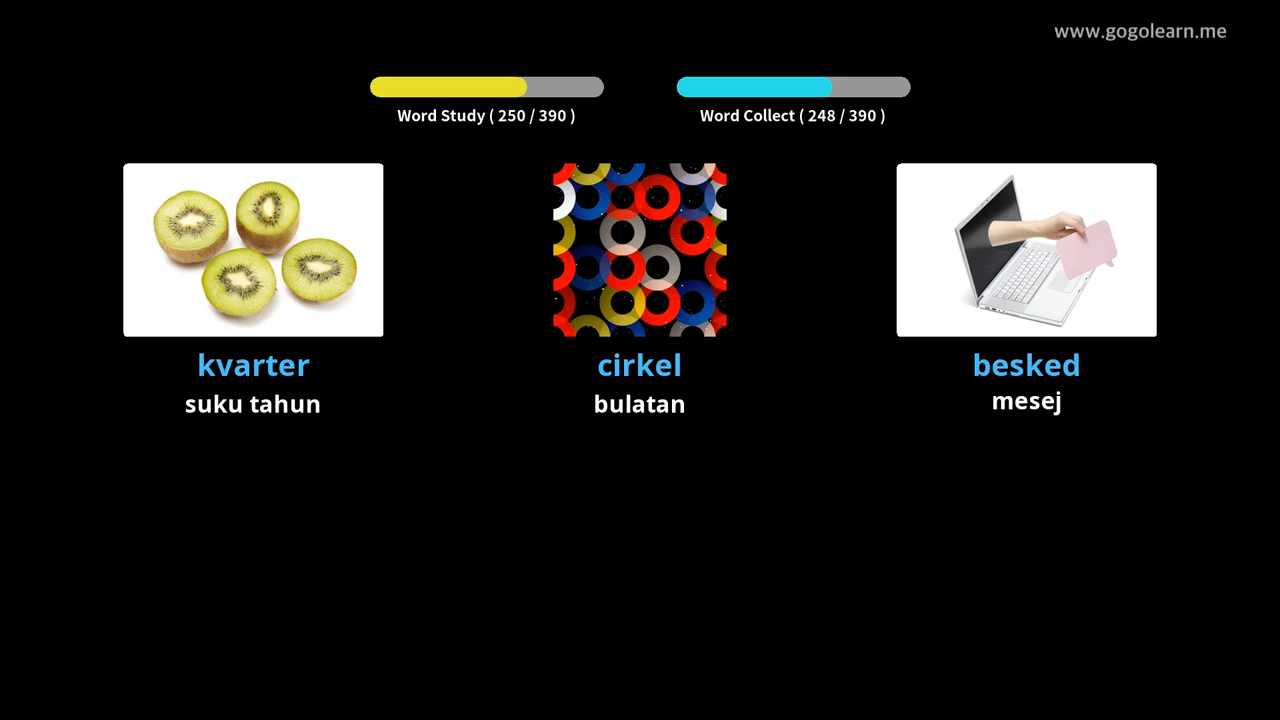 www.gogolearn.me
Word Study ( 250 / 390 )
Word Collect ( 248 / 390 )
kvarter
suku tahun
cirkel
bulatan
besked
mesej